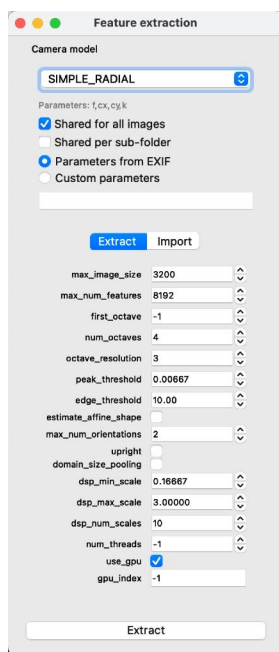 Feature extraction
Camera model
SIMPLE_RADIAL
Parameters: f,cx,cy,k
Shared for all images
Shared per sub-folder
Parameters from EXIF
Custom parameters
Extract Import
max_image_size 3200
max_num_features 8192
first_octave -1
num_octaves 4
octave_resolution 3
peak_threshold 0.00667
edge_threshold 10.00
estimate_affine_shape
max_num_orientations 2
upright
domain_size_pooling
dsp_min_scale 0.16667
dsp_max_scale 3.00000
dsp_num_scales 10
num_threads -1
use_gpu
gpu_index -1
Extract